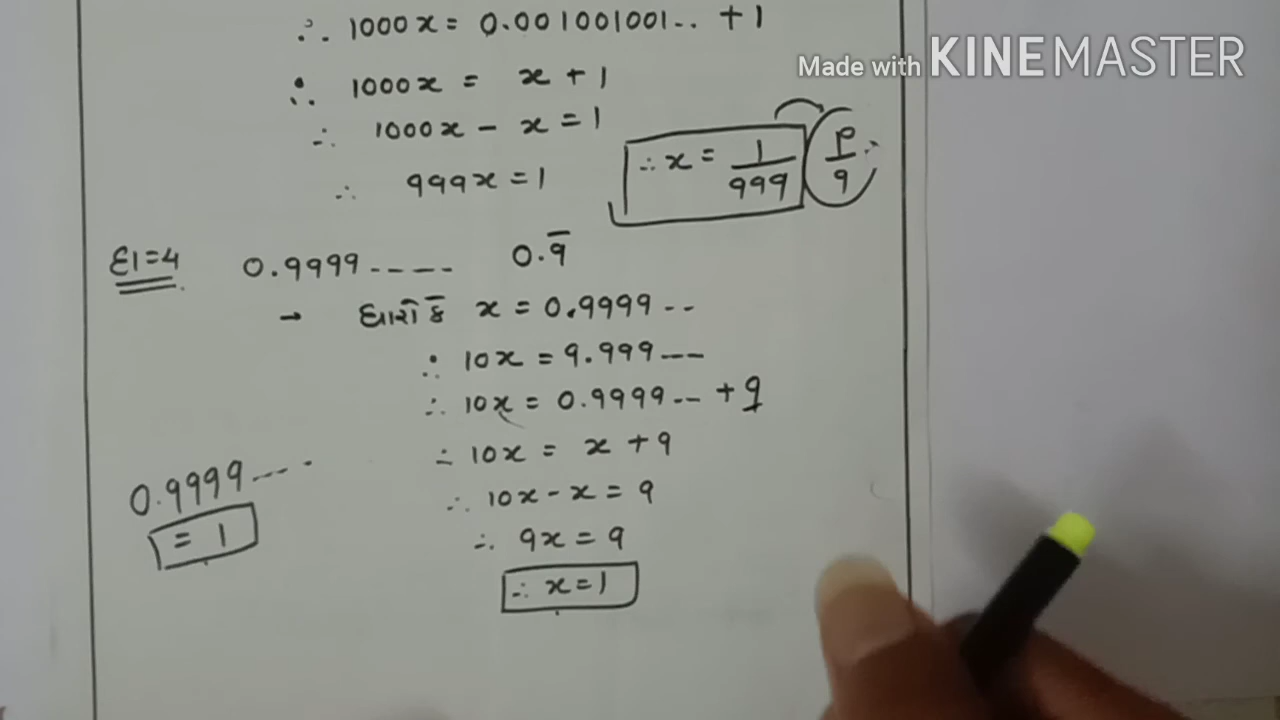 ∴ 1000x = 0.001001001.. + 1
Made with KINEMASTER
∴ 1000x = x + 1
∴ 1000x - x = 1
∴ 999x = 1
∴ x = 1/999 p/q
દા=4 0.9999----- 0.9̅
→ ધારો કે x = 0.9999--
∴ 10x = 9.999---
∴ 10x = 0.9999-- + 9
∴ 10x = x + 9
∴ 10x - x = 9
∴ 9x = 9
∴ x = 1
0.9999----
= 1